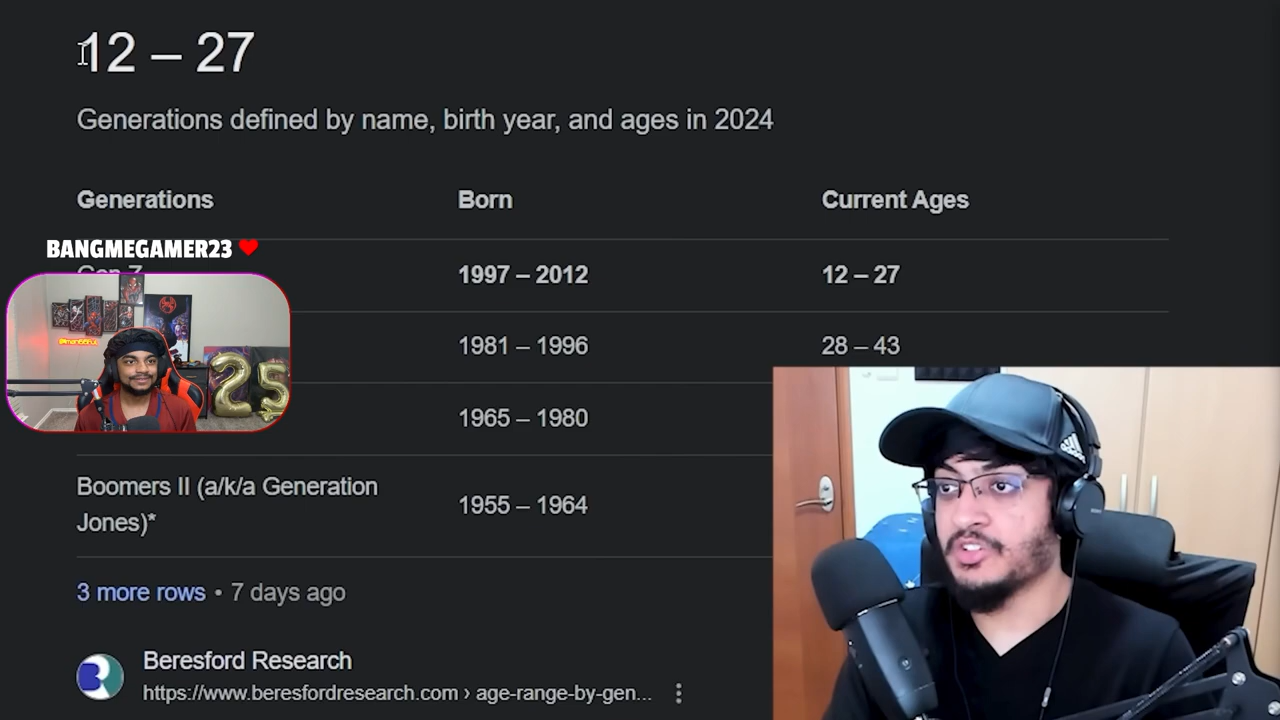 12 – 27
Generations defined by name, birth year, and ages in 2024
Generations Born Current Ages
BANGMEGAMER23
Gen Z 1997 – 2012 12 – 27
1981 – 1996 28 – 43
25
1965 – 1980
Boomers II (a/k/a Generation
Jones)* 1955 – 1964
3 more rows • 7 days ago
Beresford Research
https://www.beresfordresearch.com › age-range-by-gen...